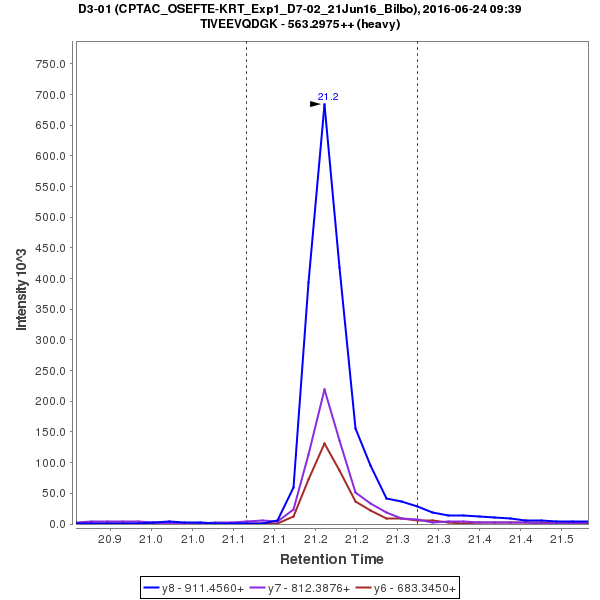 D3-01 (CPTAC_OSEFTE-KRT_Exp1_D7-02_21Jun16_Bilbo), 2016-06-24 09:39
TIVEEVQDGK - 563.2975++ (heavy)
750.0
700.0
650.0
600.0
550.0
500.0
450.0
400.0
350.0
300.0
250.0
200.0
150.0
100.0
50.0
0.0
Intensity 10^3
21.2
20.9 21.0 21.0 21.1 21.1 21.2 21.2 21.3 21.3 21.4 21.4 21.5
Retention Time
y8 - 911.4560+ y7 - 812.3876+ y6 - 683.3450+